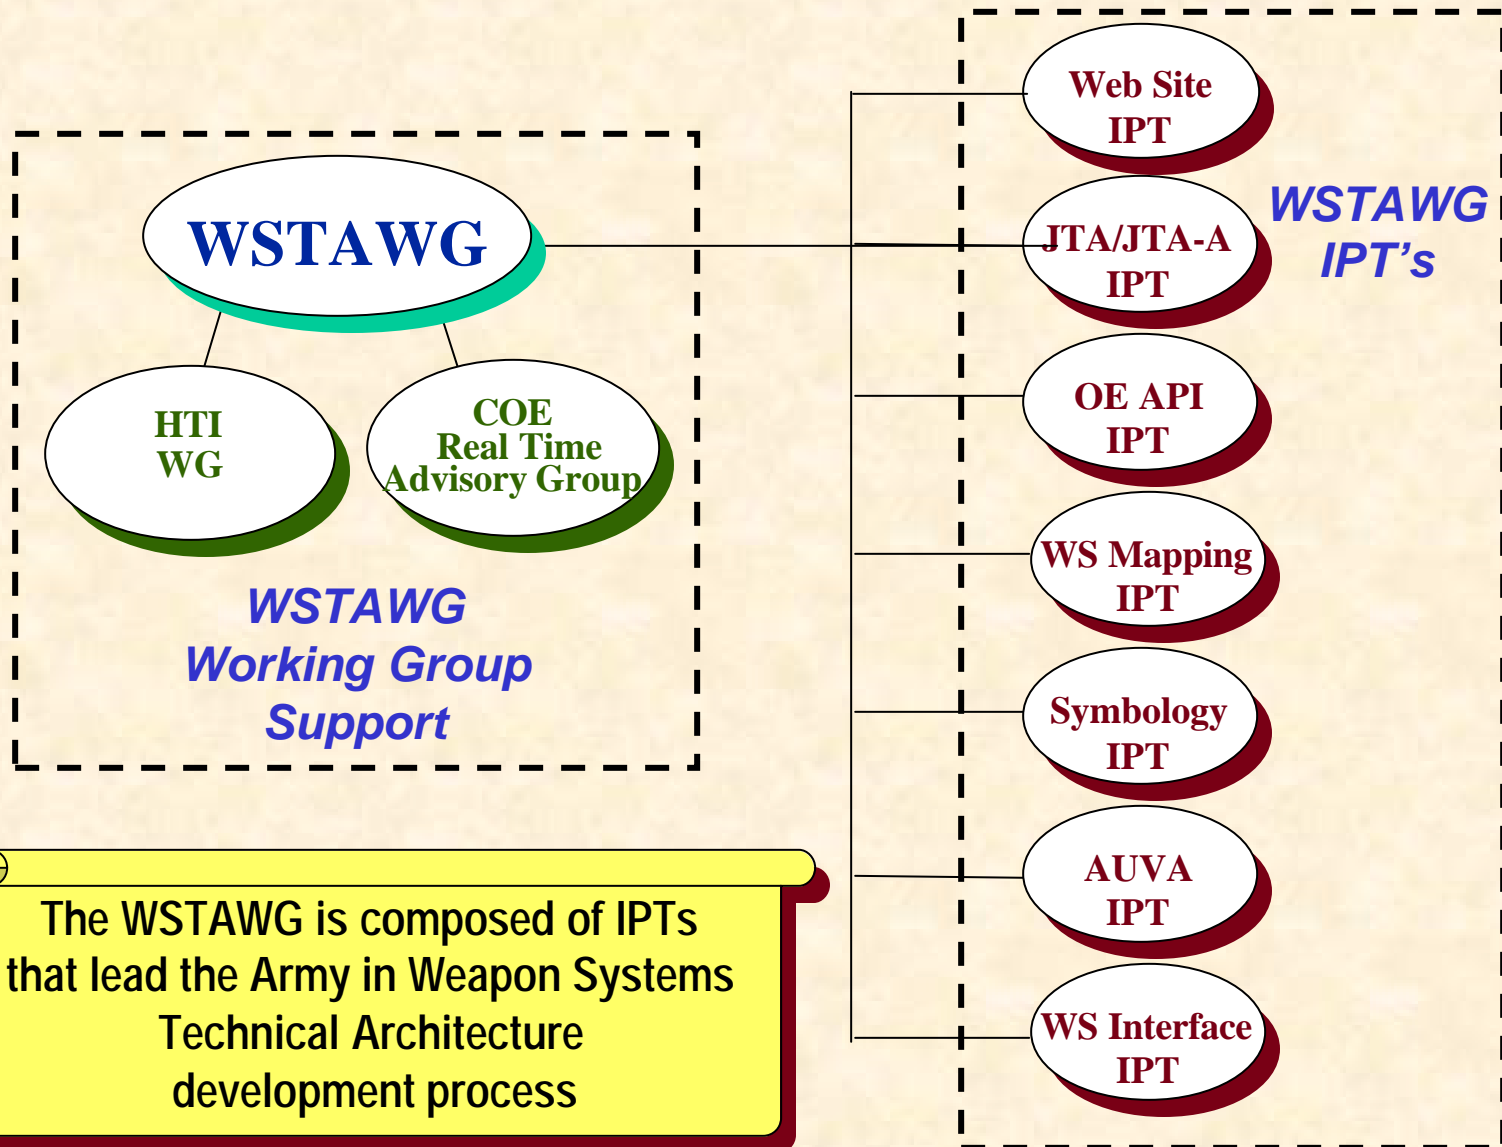 WSTAWG
HTI
WG
COE
Real Time
Advisory Group
WSTAWG
Working Group
Support
The WSTAWG is composed of IPTs
that lead the Army in Weapon Systems
Technical Architecture
development process
Web Site
IPT
JTA/JTA-A
IPT
OE API
IPT
WS Mapping
IPT
Symbology
IPT
AUVA
IPT
WS Interface
IPT
WSTAWG
IPT’s